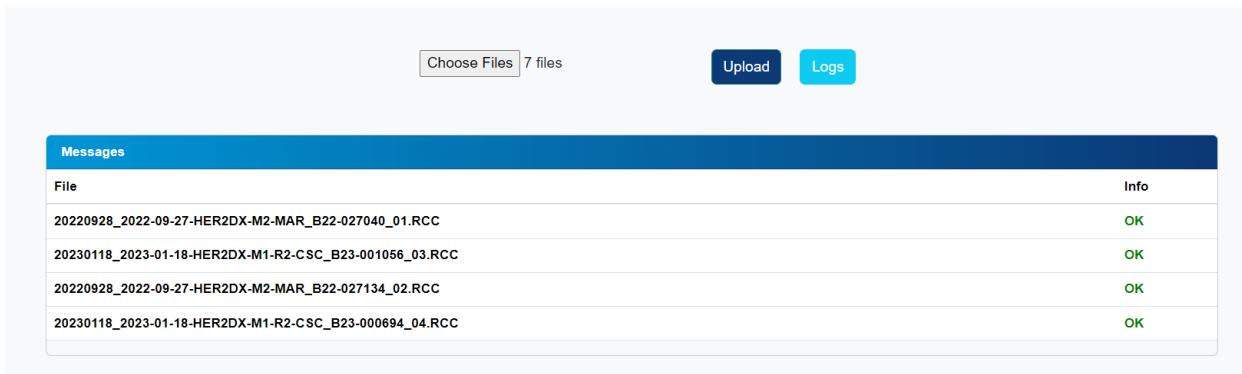 Choose Files 7 files Upload Logs
Messages
File Info
20220928_2022-09-27-HER2DX-M2-MAR_B22-027040_01.RCC OK
20230118_2023-01-18-HER2DX-M1-R2-CSC_B23-001056_03.RCC OK
20220928_2022-09-27-HER2DX-M2-MAR_B22-027134_02.RCC OK
20230118_2023-01-18-HER2DX-M1-R2-CSC_B23-000694_04.RCC OK